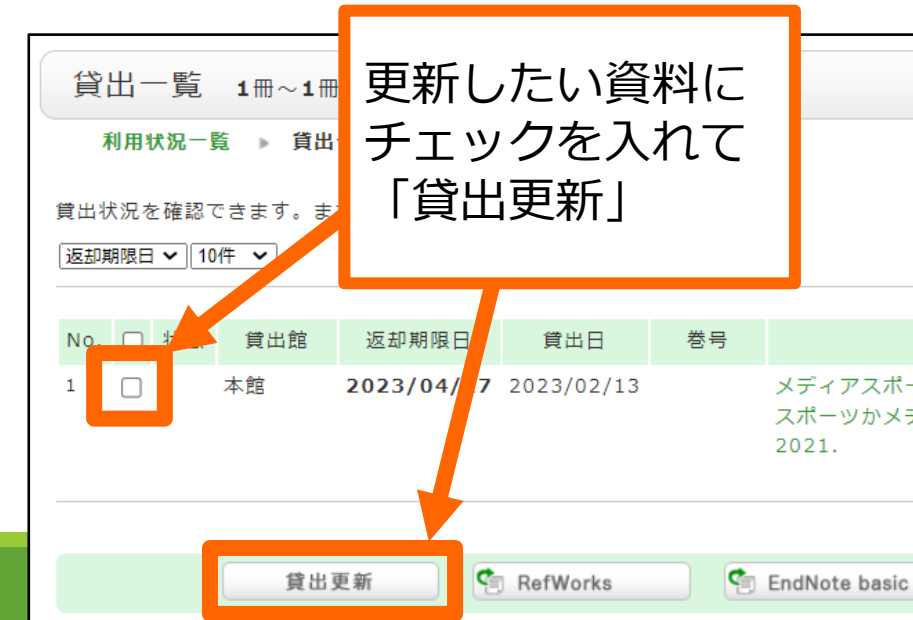 更新したい資料に
チェックを入れて
「貸出更新」
貸出一覧 1冊~1冊
利用状況一覧 ▶ 貸出
貸出状況を確認できます。ま
返却期限日 10件
No. 貸出館 返却期限日 貸出日 巻号
1 本館 2023/02/13 メディアスポー
スポーツかメデ
2021.
貸出更新 RefWorks EndNote basic